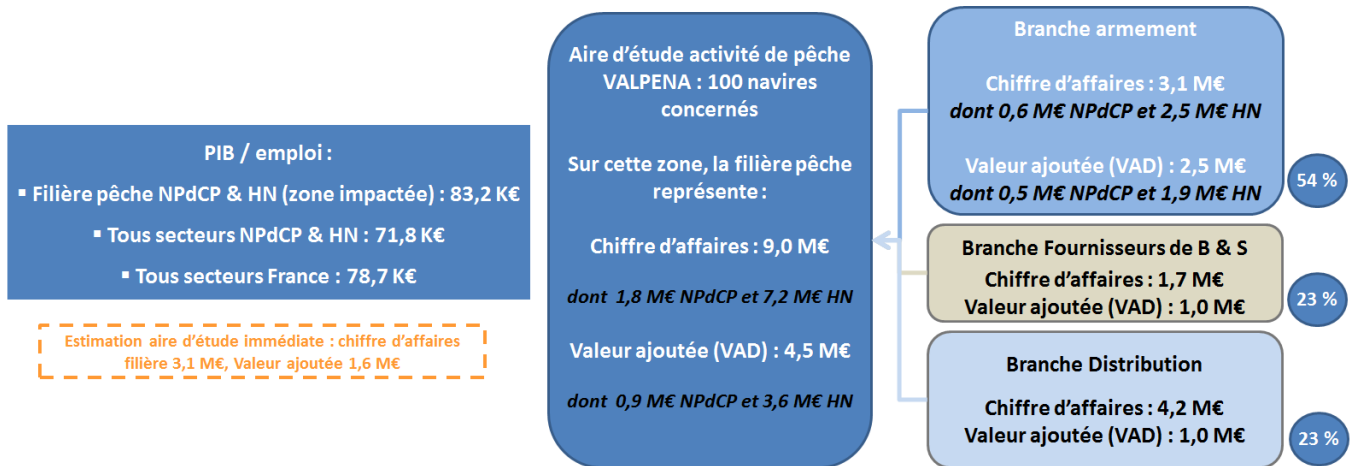 PIB / emploi :
▪ Filière pêche NPdCP & HN (zone impactée) : 83,2 K€
▪ Tous secteurs NPdCP & HN : 71,8 K€
▪ Tous secteurs France : 78,7 K€
Estimation aire d’étude immédiate : chiffre d’affaires
filière 3,1 M€, Valeur ajoutée 1,6 M€
Aire d’étude activité de pêche
VALPENA : 100 navires
concernés
Sur cette zone, la filière pêche
représente :
Chiffre d’affaires : 9,0 M€
dont 1,8 M€ NPdCP et 7,2 M€ HN
Valeur ajoutée (VAD) : 4,5 M€
dont 0,9 M€ NPdCP et 3,6 M€ HN
Branche armement
Chiffre d’affaires : 3,1 M€
dont 0,6 M€ NPdCP et 2,5 M€ HN
Valeur ajoutée (VAD) : 2,5 M€
dont 0,5 M€ NPdCP et 1,9 M€ HN
54 %
Branche Fournisseurs de B & S
Chiffre d’affaires : 1,7 M€
Valeur ajoutée (VAD) : 1,0 M€
23 %
Branche Distribution
Chiffre d’affaires : 4,2 M€
Valeur ajoutée (VAD) : 1,0 M€
23 %